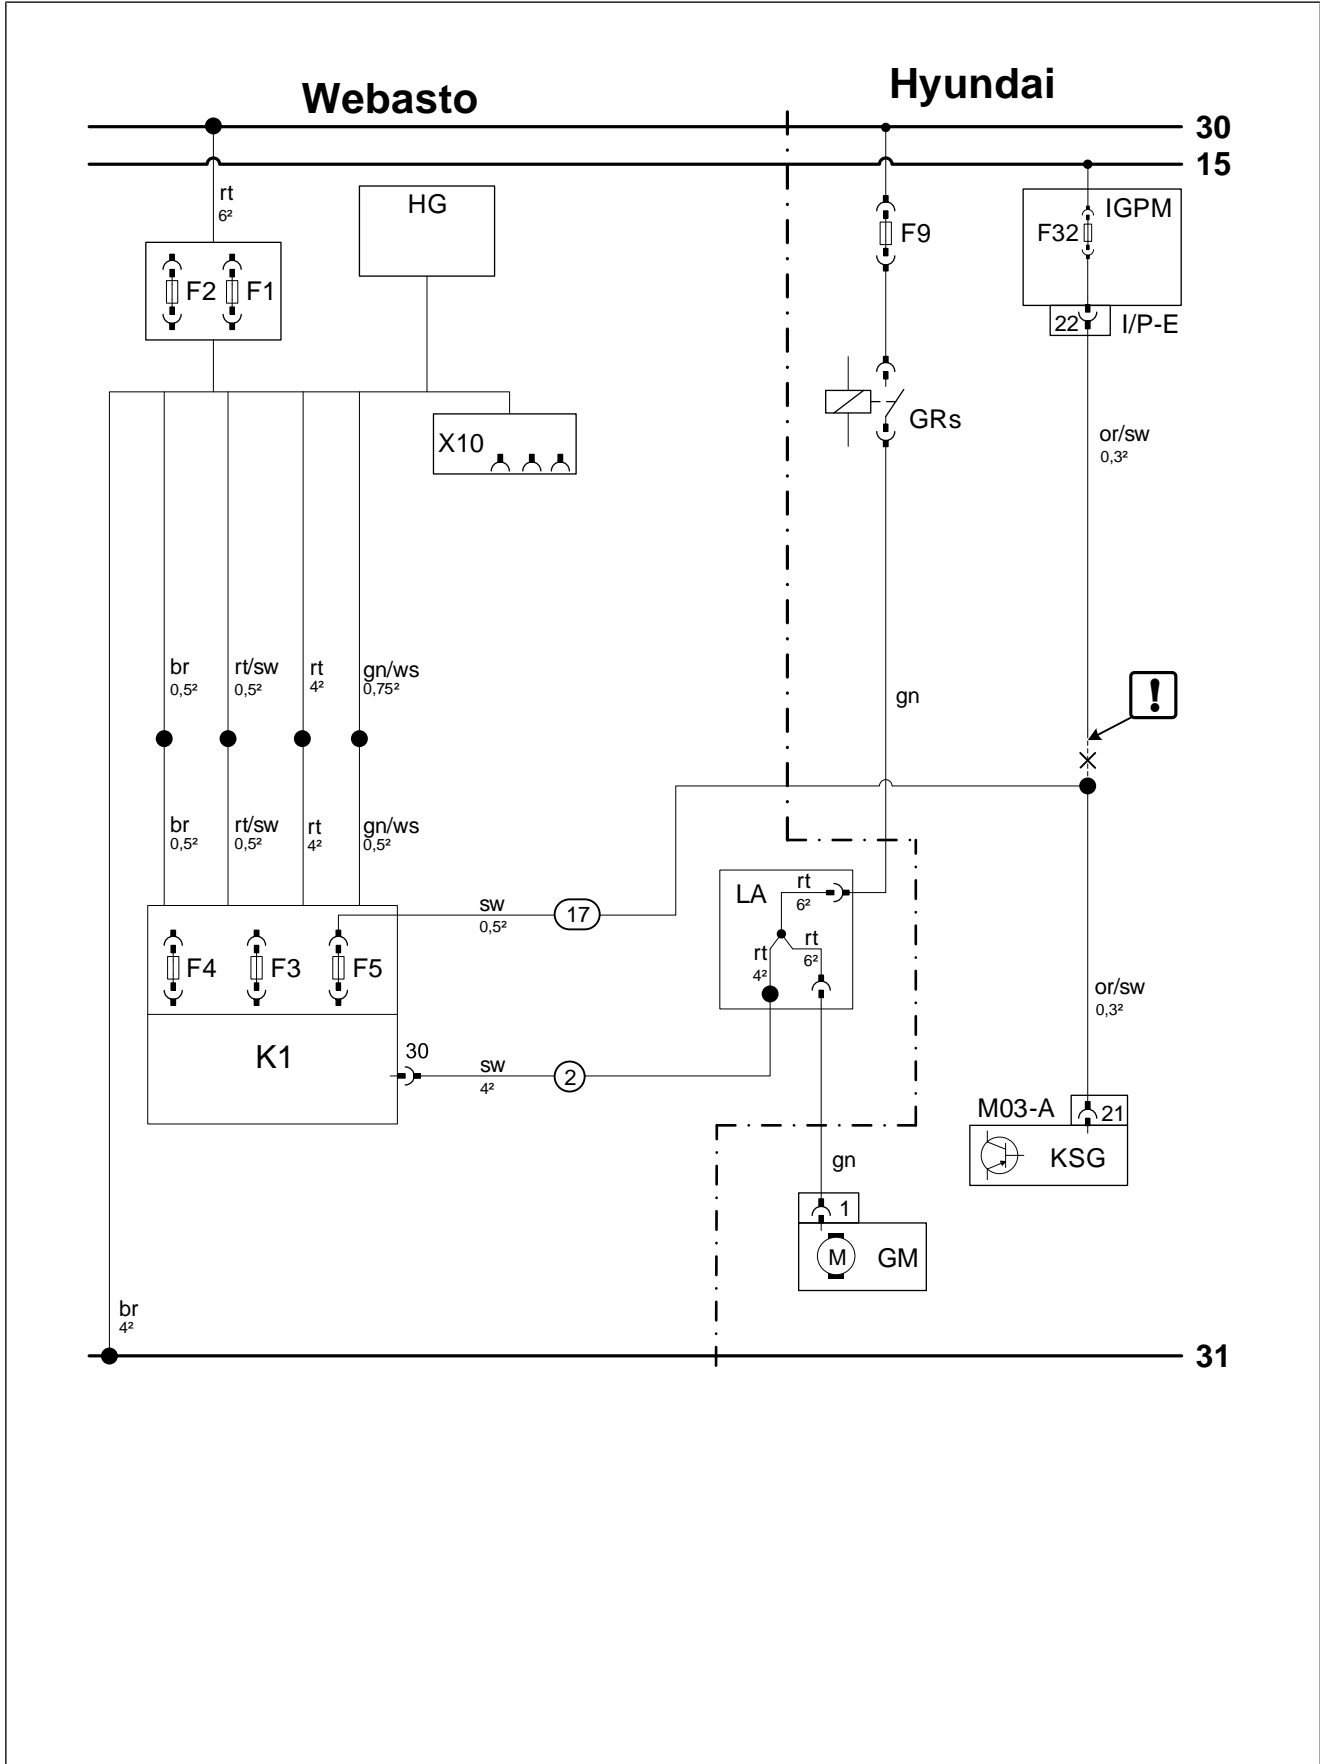 Webasto
Hyundai
30
15
rt
6²
HG
IGPM
F32
F9
F2
F1
22
I/P-E
X10
GRs
or/sw
0,3²
br
0,5²
rt/sw
0,5²
rt
4²
gn/ws
0,75²
!
gn
br
0,5²
rt/sw
0,5²
rt
4²
gn/ws
0,5²
LA
rt
6²
sw
0,5²
17
rt
4²
rt
6²
F4
F3
F5
or/sw
0,3²
K1
30
sw
4²
2
M03-A
21
KSG
gn
1
M
GM
br
4²
31